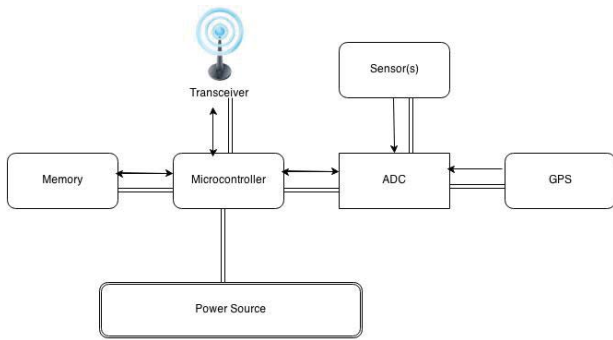 Sensor(s)
Transceiver
Memory
Microcontroller
ADC
GPS
Power Source